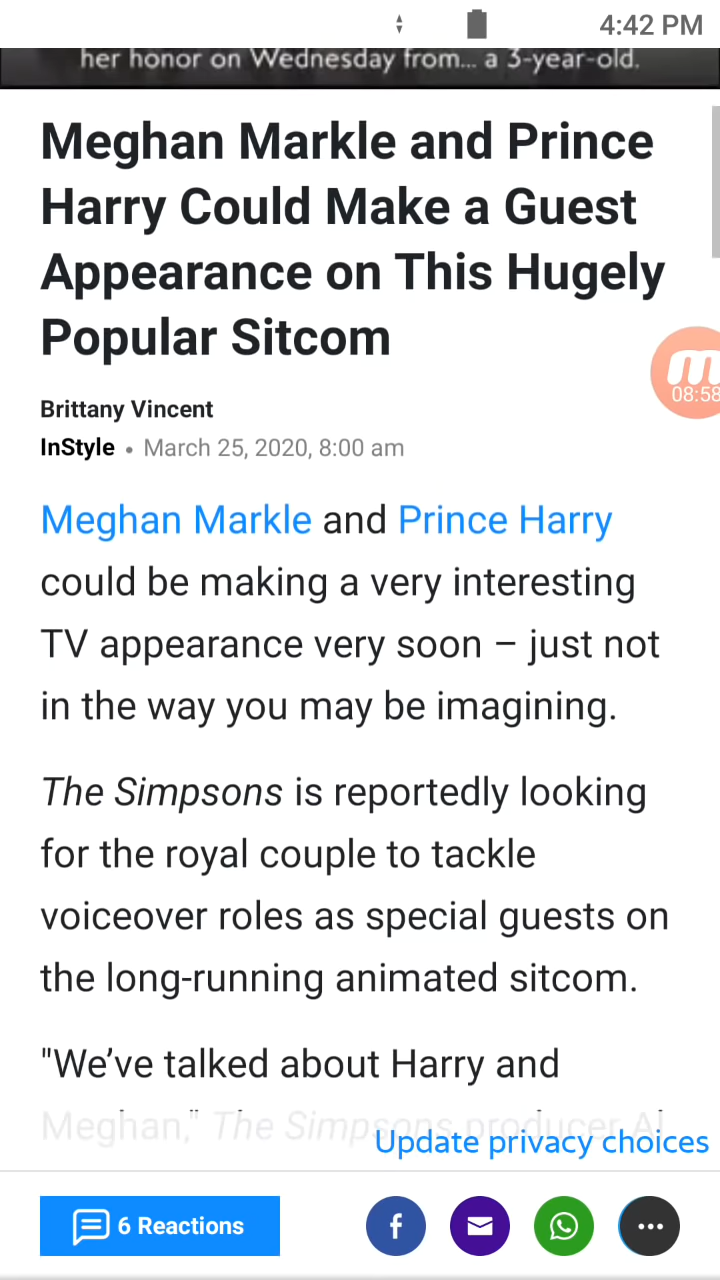 4:42 PM
her honor on Wednesday from... a 3-year-old.
Meghan Markle and Prince
Harry Could Make a Guest
Appearance on This Hugely
Popular Sitcom
08:58
Brittany Vincent
InStyle • March 25, 2020, 8:00 am
Meghan Markle and Prince Harry
could be making a very interesting
TV appearance very soon – just not
in the way you may be imagining.
The Simpsons is reportedly looking
for the royal couple to tackle
voiceover roles as special guests on
the long-running animated sitcom.
"We’ve talked about Harry and
Meghan," The Simpsons producer Al
Update privacy choices
6 Reactions